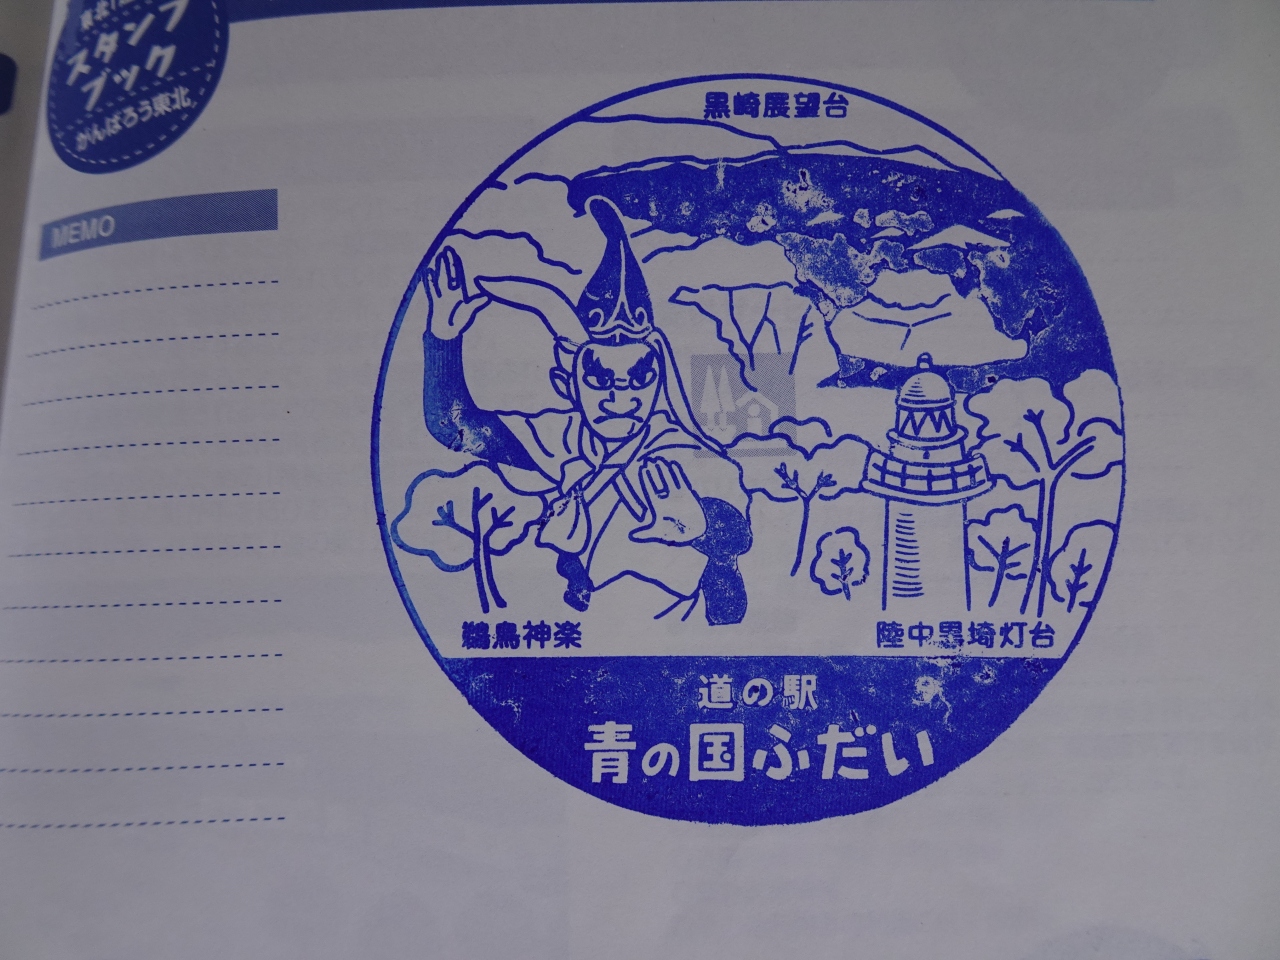 スタンプ
ブック
がんばろう東北
MEMO
黒崎展望台
鵜鳥神楽
陸中黒埼灯台
道の駅
青の国ふだい